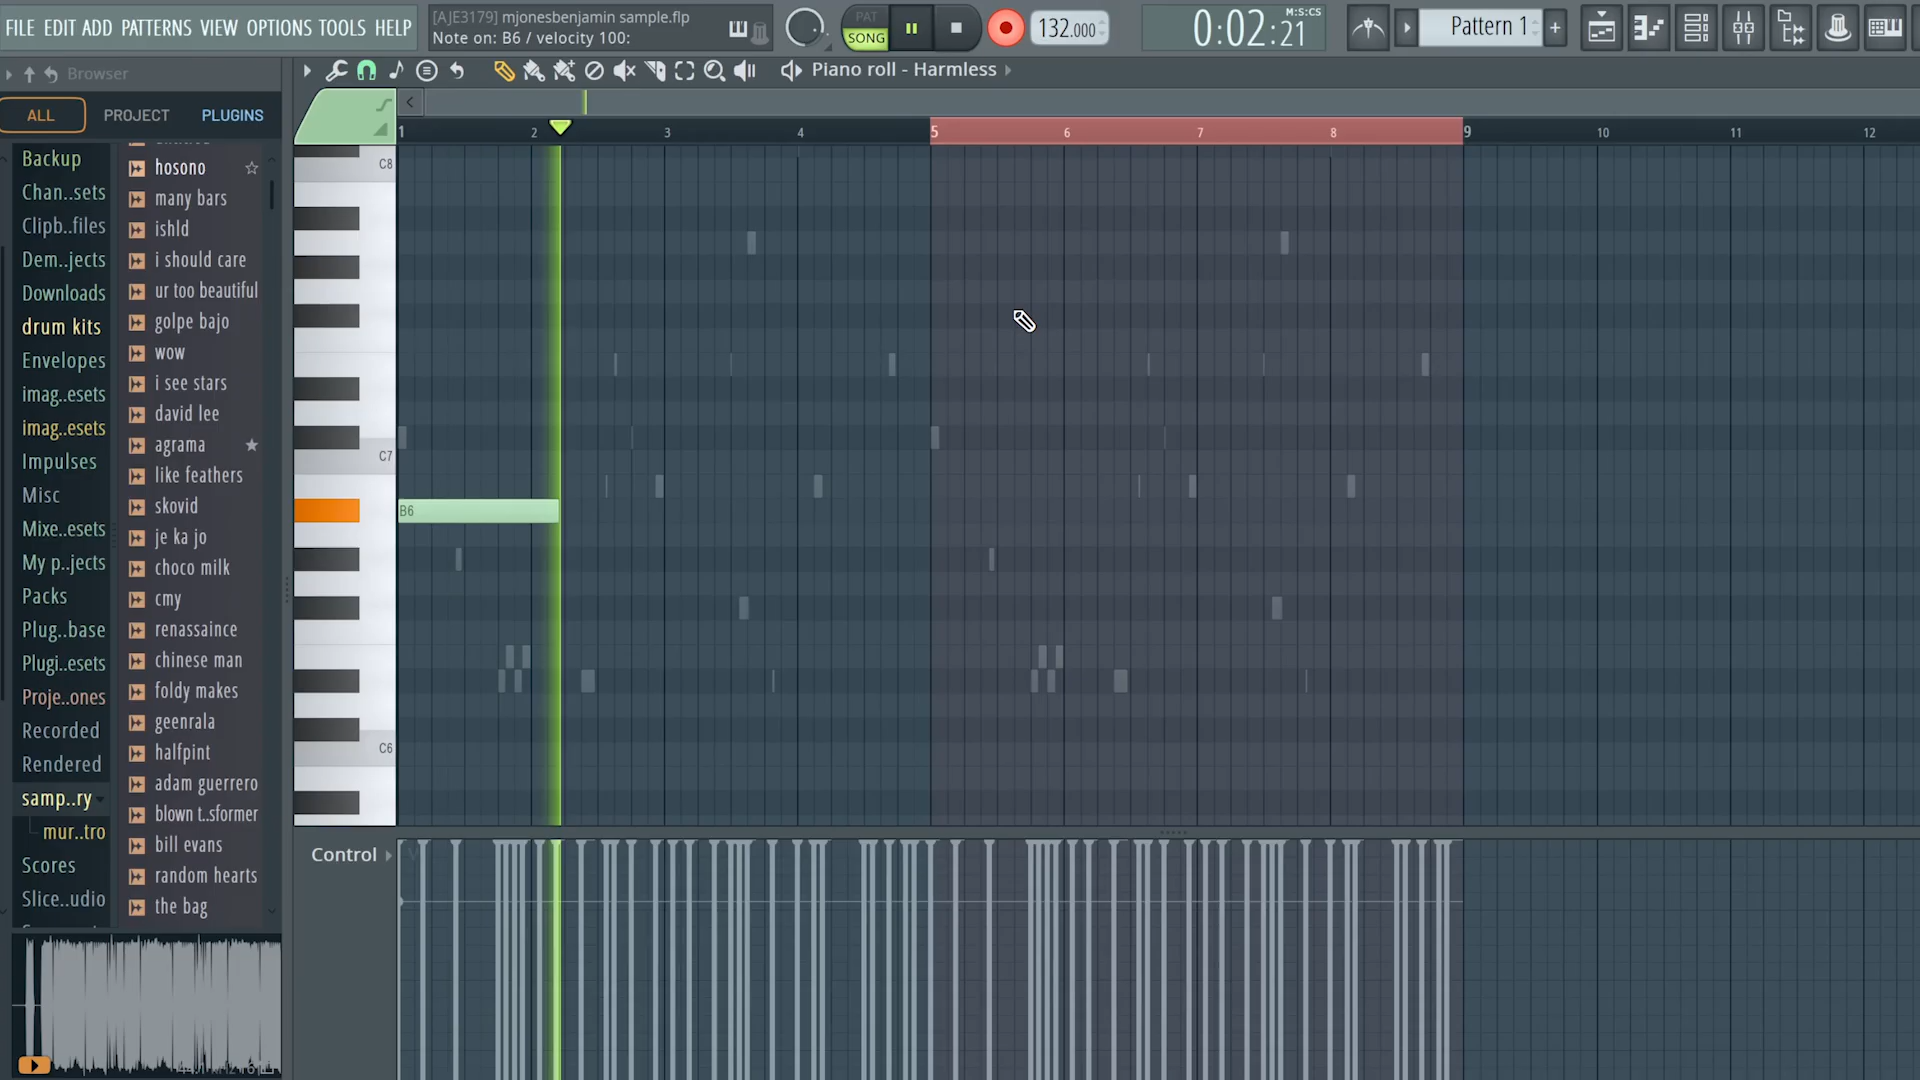 FILE EDIT ADD PATTERNS VIEW OPTIONS TOOLS HELP
[AJE3179] mjonesbenjamin sample.flp
Note on: B6 / velocity 100:
PAT
SONG
132.000
M:S:CS
0:02:21
Pattern 1
Browser
Piano roll - Harmless
ALL PROJECT PLUGINS
Backup
Chan..sets
Clipb..files
Dem..jects
Downloads
drum kits
Envelopes
imag..esets
imag..esets
Impulses
Misc
Mixe..esets
My p..jects
Packs
Plug..base
Plugi..esets
Proje..ones
Recorded
Rendered
samp..ry
mur..tro
Scores
Slice..udio
hosono
many bars
ishld
i should care
ur too beautiful
golpe bajo
wow
i see stars
david lee
agrama
like feathers
skovid
je ka jo
choco milk
cmy
renassaince
chinese man
foldy makes
geenrala
halfpint
adam guerrero
blown t..sformer
bill evans
random hearts
the bag
1 2 3 4 5 6 7 8 9 10 11 12
C8
C7
B6
C6
Control